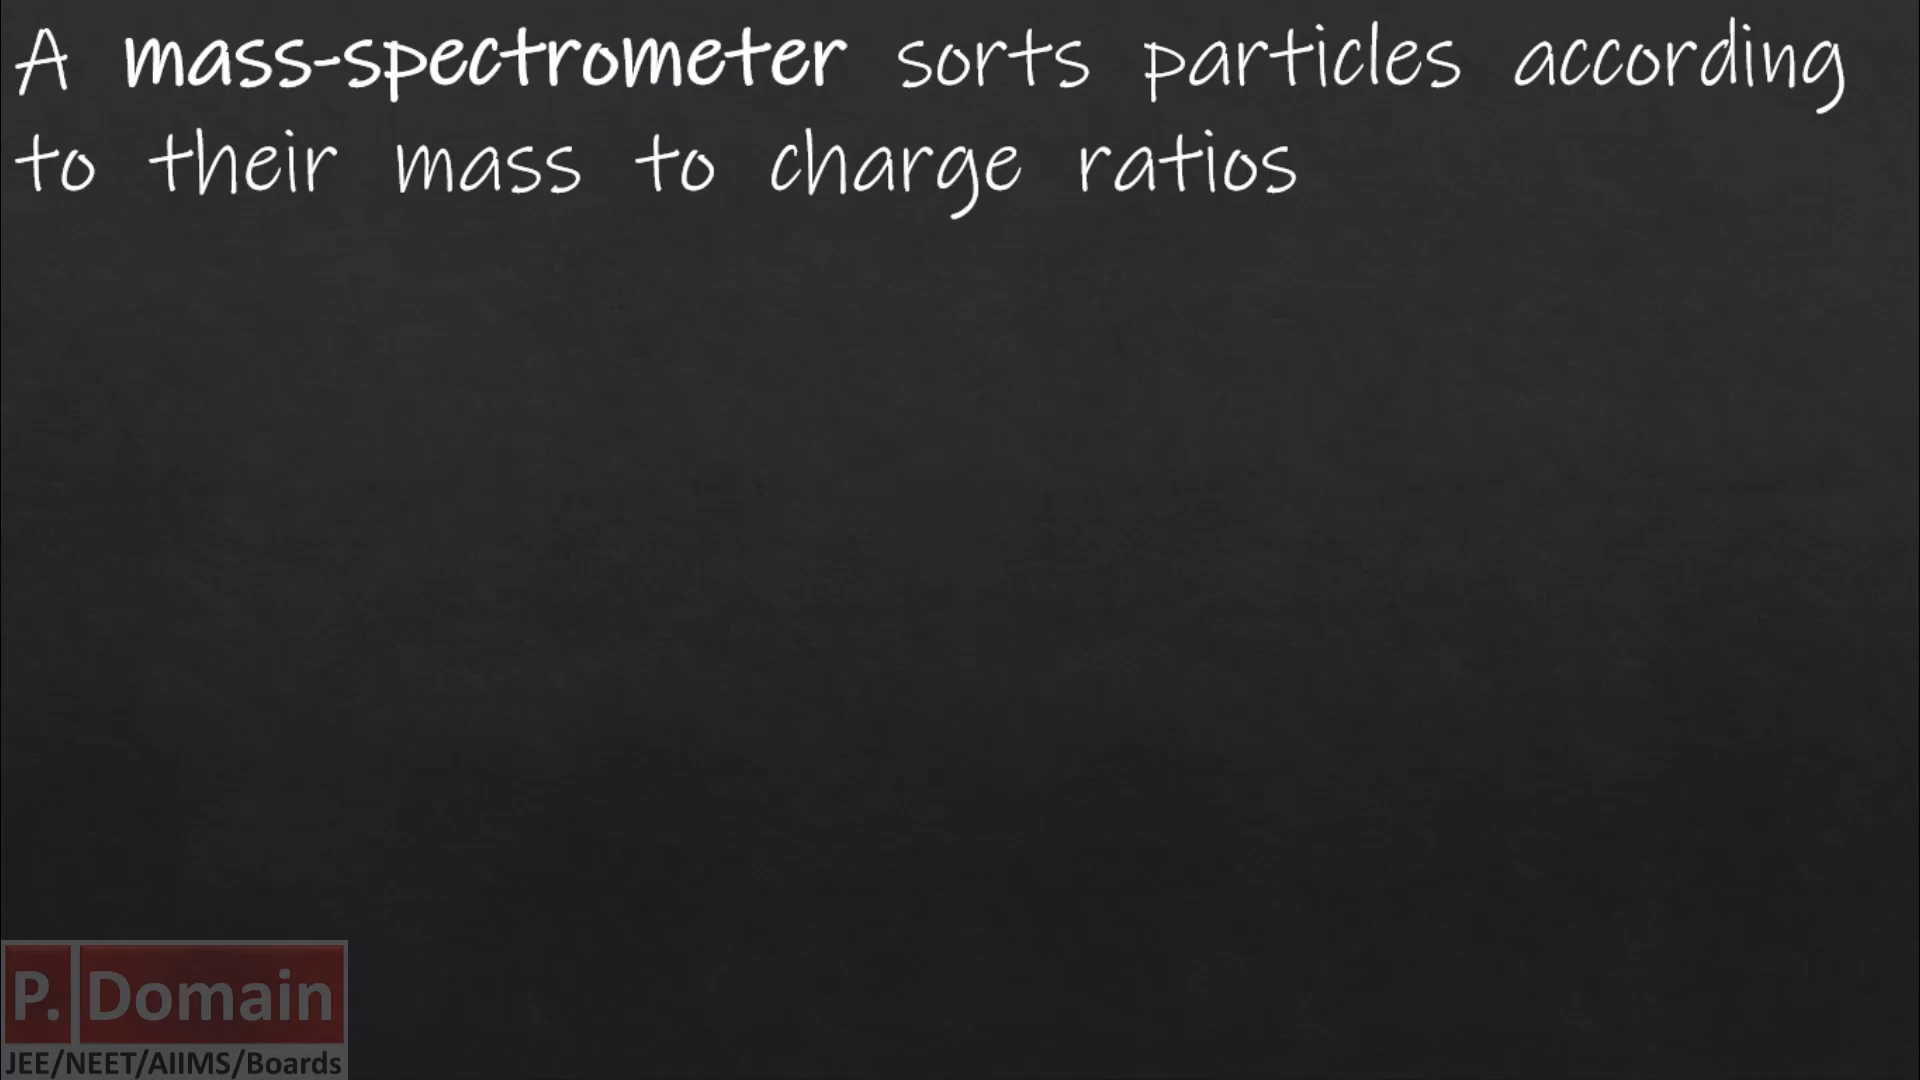 A mass-spectrometer sorts particles according
to their mass to charge ratios
P. Domain
JEE/NEET/AIIMS/Boards